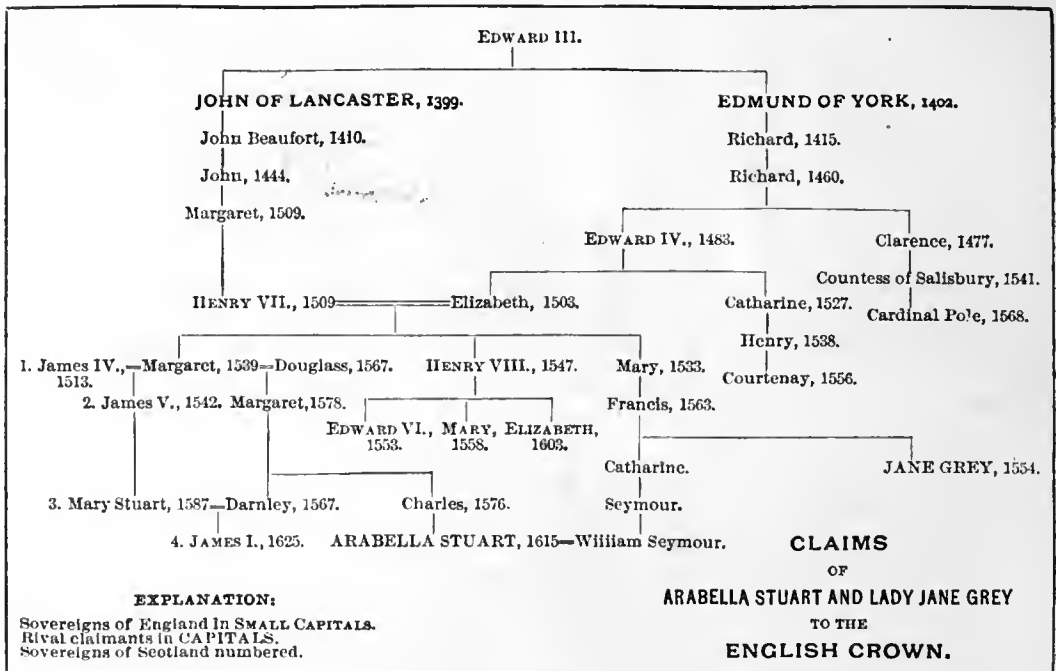 EDWARD III.
JOHN OF LANCASTER, 1399. EDMUND OF YORK, 1402.
John Beaufort, 1410. Richard, 1415.
John, 1444. Richard, 1460.
Margaret, 1509.
EDWARD IV., 1483. Clarence, 1477.
Countess of Salisbury, 1541.
HENRY VII., 1509 Elizabeth, 1503. Catharine, 1527.
Cardinal Pole, 1568.
Henry, 1538.
1. James IV., Margaret, 1539 Douglass, 1567. HENRY VIII., 1547. Mary, 1533.
1513. Courtenay, 1556.
2. James V., 1542. Margaret, 1578. Francis, 1563.
EDWARD VI., MARY, ELIZABETH,
1553. 1558. 1603.
Catharine. JANE GREY, 1554.
3. Mary Stuart, 1587 Darnley, 1567. Charles, 1576. Seymour.
4. JAMES I., 1625. ARABELLA STUART, 1615 William Seymour.
EXPLANATION:
Sovereigns of England in SMALL CAPITALS.
Rival claimants in CAPITALS.
Sovereigns of Scotland numbered.
CLAIMS
OF
ARABELLA STUART AND LADY JANE GREY
TO THE
ENGLISH CROWN.